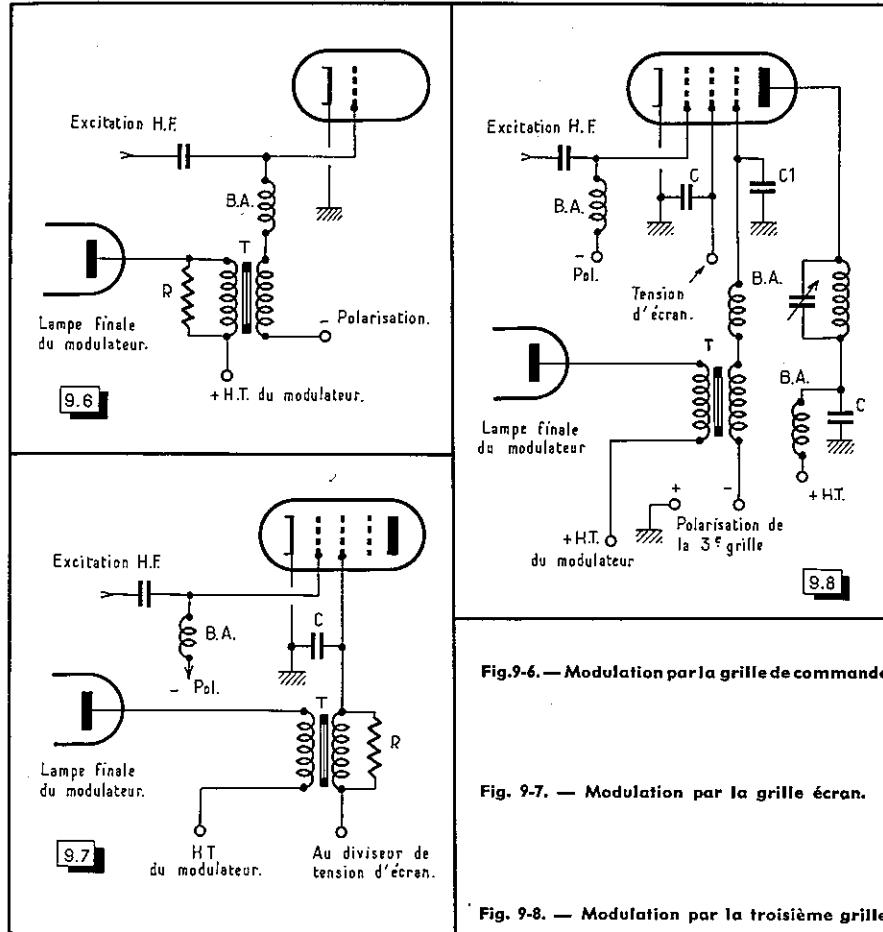 Excitation H.F.
B.A.
T
R
Lampe finale
du modulateur.
- Polarisation.
+ H.T. du modulateur.
9.6
Excitation H.F.
B.A.
- Pol.
C
T
R
Lampe finale
du modulateur.
H.T
du modulateur.
Au diviseur de
tension d'écran.
9.7
Excitation H.F.
B.A.
-
Pol.
C
C1
Tension
d'écran.
B.A.
T
B.A.
C
+ H.T.
Lampe finale
du modulateur
+ H.T.
du modulateur
+
-
Polarisation de
la 3e grille
9.8
Fig.9-6. — Modulation par la grille de commande
Fig. 9-7. — Modulation par la grille écran.
Fig. 9-8. — Modulation par la troisième grille